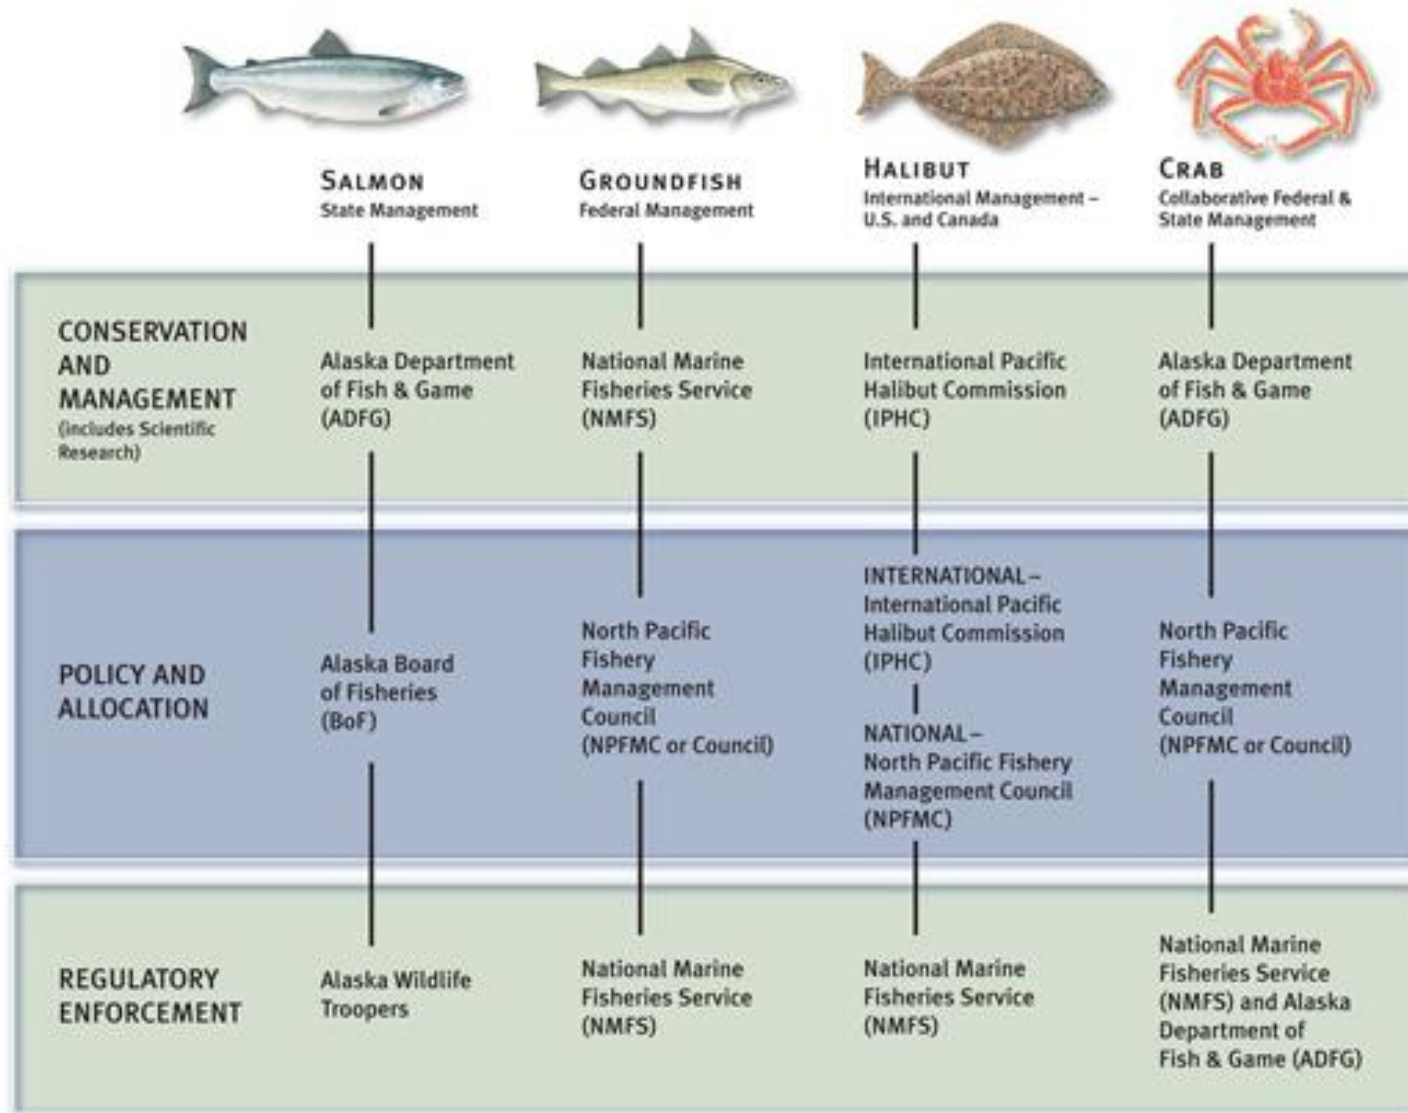 SALMON
State Management
GROUNDFISH
Federal Management
HALIBUT
International Management –
U.S. and Canada
CRAB
Collaborative Federal &
State Management
CONSERVATION
AND
MANAGEMENT
(includes Scientific
Research)
Alaska Department
of Fish & Game
(ADFG)
National Marine
Fisheries Service
(NMFS)
International Pacific
Halibut Commission
(IPHC)
Alaska Department
of Fish & Game
(ADFG)
POLICY AND
ALLOCATION
Alaska Board
of Fisheries
(BoF)
North Pacific
Fishery
Management
Council
(NPFMC or Council)
INTERNATIONAL–
International Pacific
Halibut Commission
(IPHC)
NATIONAL–
North Pacific Fishery
Management Council
(NPFMC)
North Pacific
Fishery
Management
Council
(NPFMC or Council)
REGULATORY
ENFORCEMENT
Alaska Wildlife
Troopers
National Marine
Fisheries Service
(NMFS)
National Marine
Fisheries Service
(NMFS)
National Marine
Fisheries Service
(NMFS) and Alaska
Department of
Fish & Game (ADFG)